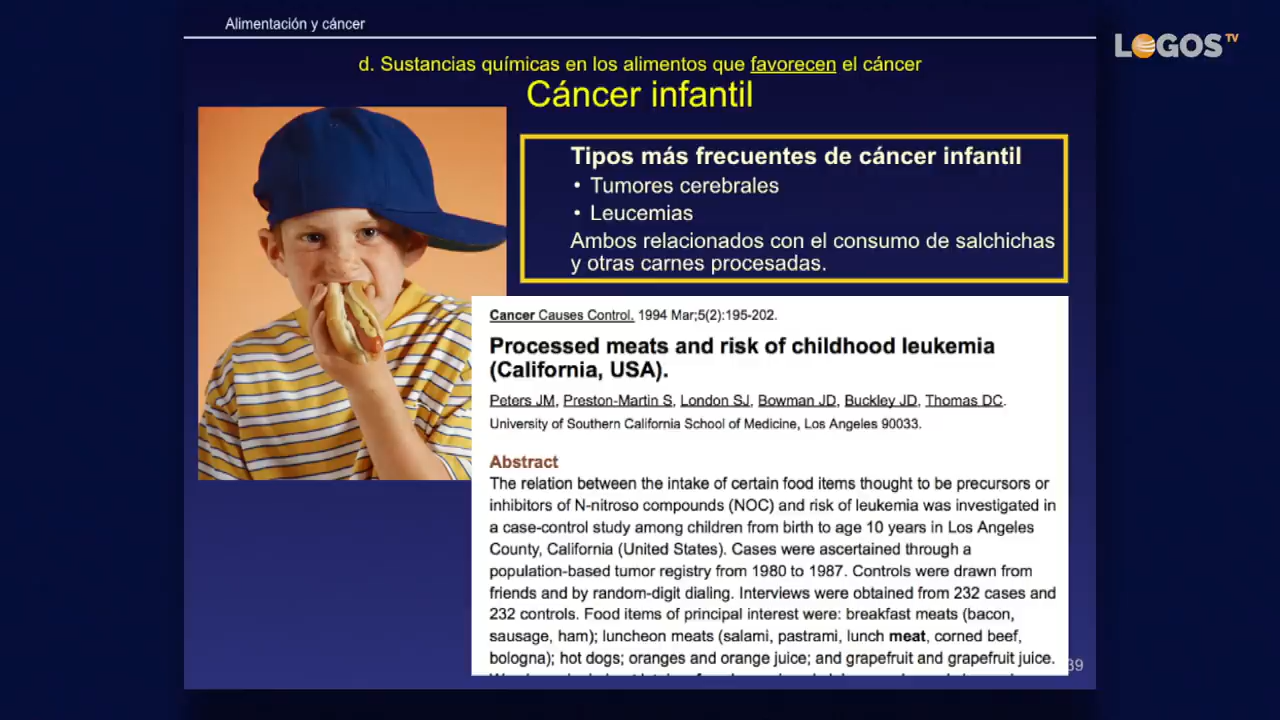 Alimentación y cáncer
LOGOS TV
d. Sustancias químicas en los alimentos que favorecen el cáncer
Cáncer infantil
Tipos más frecuentes de cáncer infantil
• Tumores cerebrales
• Leucemias
Ambos relacionados con el consumo de salchichas
y otras carnes procesadas.
Cancer Causes Control. 1994 Mar;5(2):195-202.
Processed meats and risk of childhood leukemia
(California, USA).
Peters JM, Preston-Martin S, London SJ, Bowman JD, Buckley JD, Thomas DC.
University of Southern California School of Medicine, Los Angeles 90033.
Abstract
The relation between the intake of certain food items thought to be precursors or
inhibitors of N-nitroso compounds (NOC) and risk of leukemia was investigated in
a case-control study among children from birth to age 10 years in Los Angeles
County, California (United States). Cases were ascertained through a
population-based tumor registry from 1980 to 1987. Controls were drawn from
friends and by random-digit dialing. Interviews were obtained from 232 cases and
232 controls. Food items of principal interest were: breakfast meats (bacon,
sausage, ham); luncheon meats (salami, pastrami, lunch meat, corned beef,
bologna); hot dogs; oranges and orange juice; and grapefruit and grapefruit juice.
39